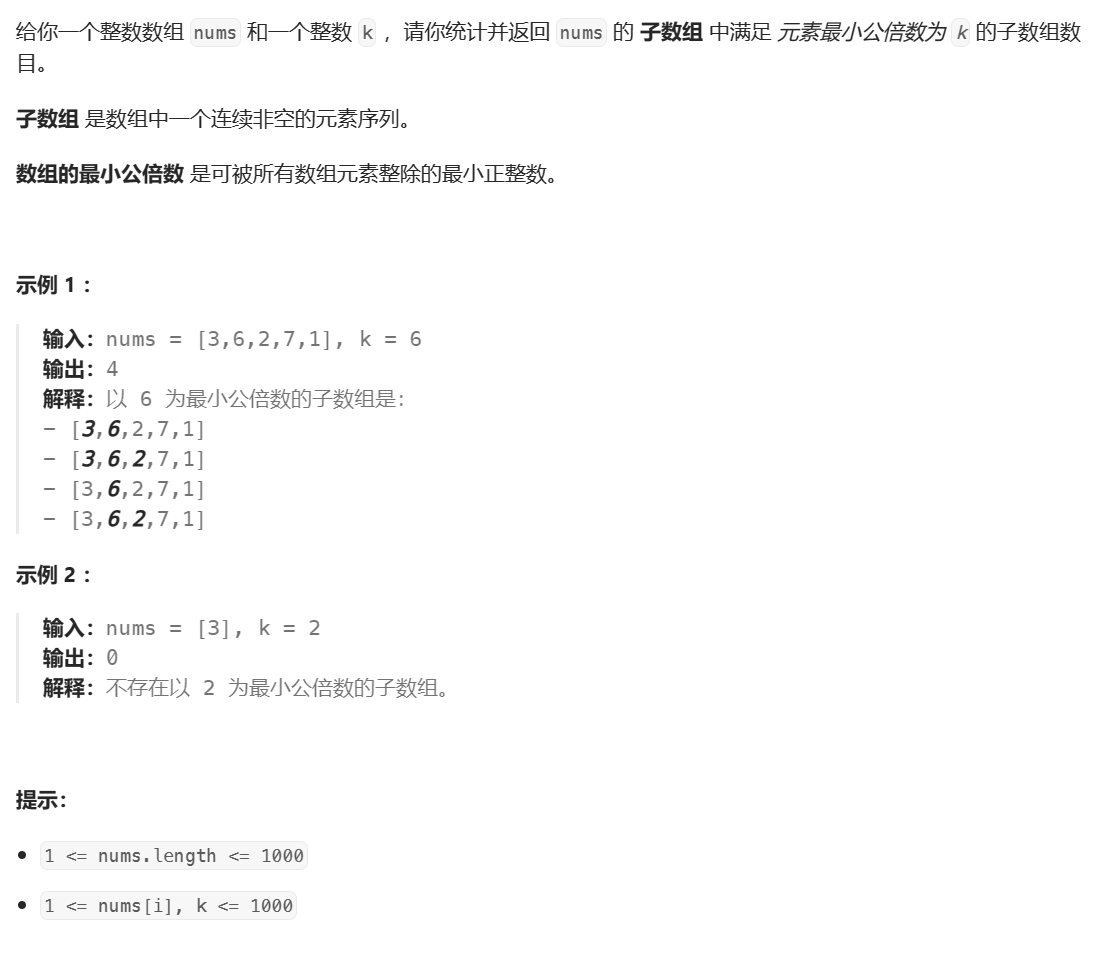 给你一个整数数组 nums 和一个整数 k ，请你统计并返回 nums 的 子数组 中满足 元素最小公倍数为 k 的子数组数
目。
子数组 是数组中一个连续非空的元素序列。
数组的最小公倍数 是可被所有数组元素整除的最小正整数。
示例 1 ：
输入：nums = [3,6,2,7,1], k = 6
输出：4
解释：以 6 为最小公倍数的子数组是：
- [3,6,2,7,1]
- [3,6,2,7,1]
- [3,6,2,7,1]
- [3,6,2,7,1]
示例 2 ：
输入：nums = [3], k = 2
输出：0
解释：不存在以 2 为最小公倍数的子数组。
提示：
• 1 <= nums.length <= 1000
• 1 <= nums[i], k <= 1000